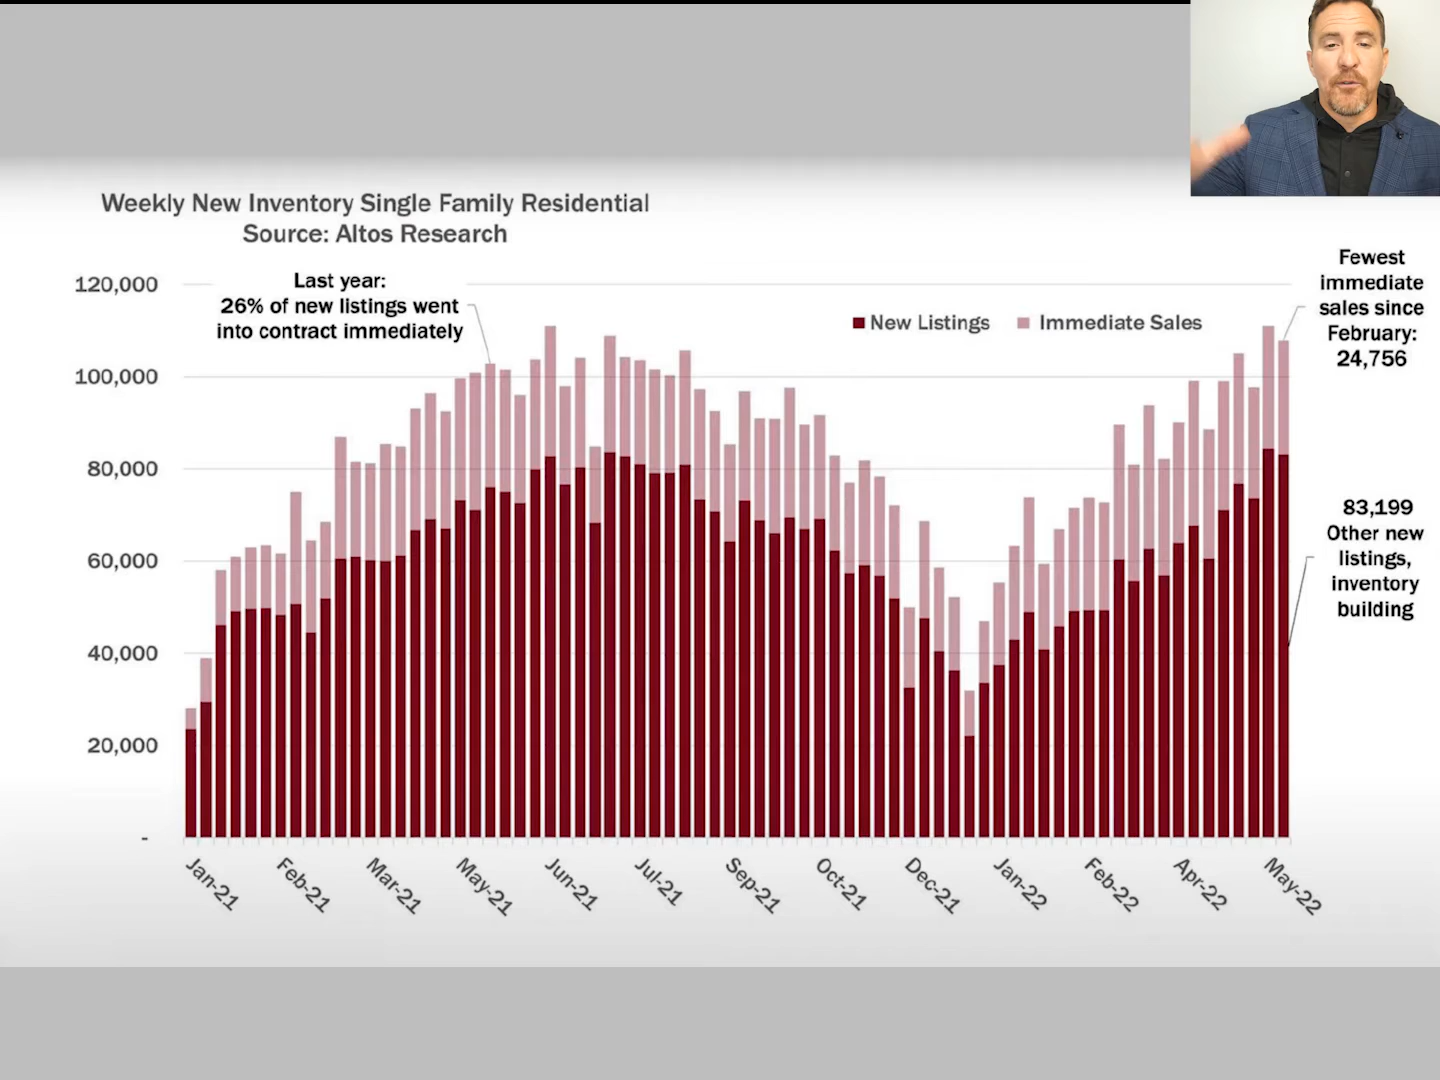 Weekly New Inventory Single Family Residential
Source: Altos Research
Last year:
26% of new listings went
into contract immediately
New Listings
Immediate Sales
Fewest
immediate
sales since
February:
24,756
83,199
Other new
listings,
inventory
building
120,000
100,000
80,000
60,000
40,000
20,000
-
Jan-21
Feb-21
Mar-21
May-21
Jun-21
Jul-21
Sep-21
Oct-21
Dec-21
Jan-22
Feb-22
Apr-22
May-22